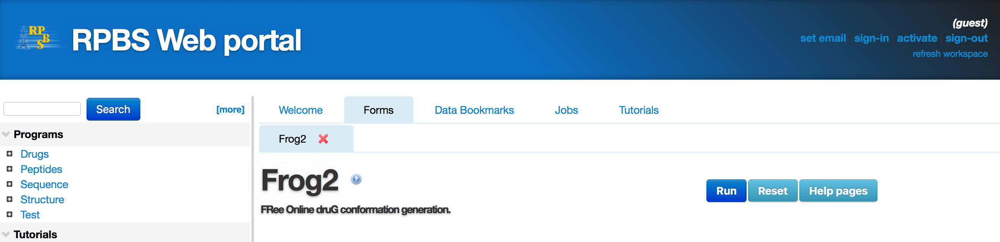 RP
B
S
RPBS Web portal
(guest)
set email | sign-in | activate | sign-out
refresh workspace
Search
[more]
Welcome
Forms
Data Bookmarks
Jobs
Tutorials
Programs
Drugs
Peptides
Sequence
Structure
Test
Tutorials
Frog2
Frog2
Run
Reset
Help pages
FRee Online druG conformation generation.